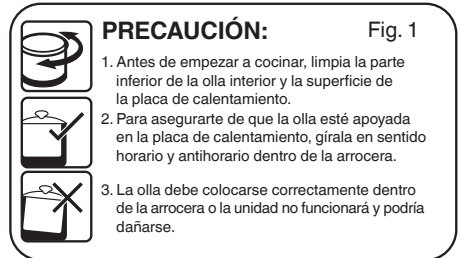 PRECAUCIÓN:
Fig. 1
1. Antes de empezar a cocinar, limpia la parte
inferior de la olla interior y la superficie de
la placa de calentamiento.
2. Para asegurarte de que la olla esté apoyada
en la placa de calentamiento, gírala en sentido
horario y antihorario dentro de la arrocera.
3. La olla debe colocarse correctamente dentro
de la arrocera o la unidad no funcionará y podría
dañarse.